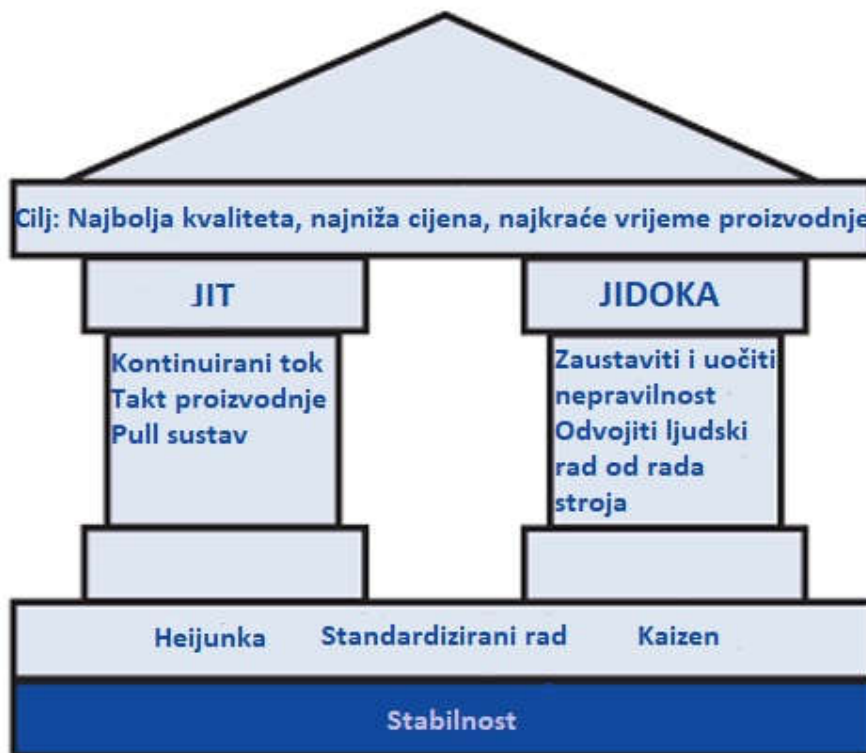 Cilj: Najbolja kvaliteta, najniža cijena, najkraće vrijeme proizvodnje
JIT
Kontinuirani tok
Takt proizvodnje
Pull sustav
JIDOKA
Zaustaviti i uočiti
nepravilnost
Odvojiti ljudski
rad od rada
stroja
Heijunka Standardizirani rad Kaizen
Stabilnost